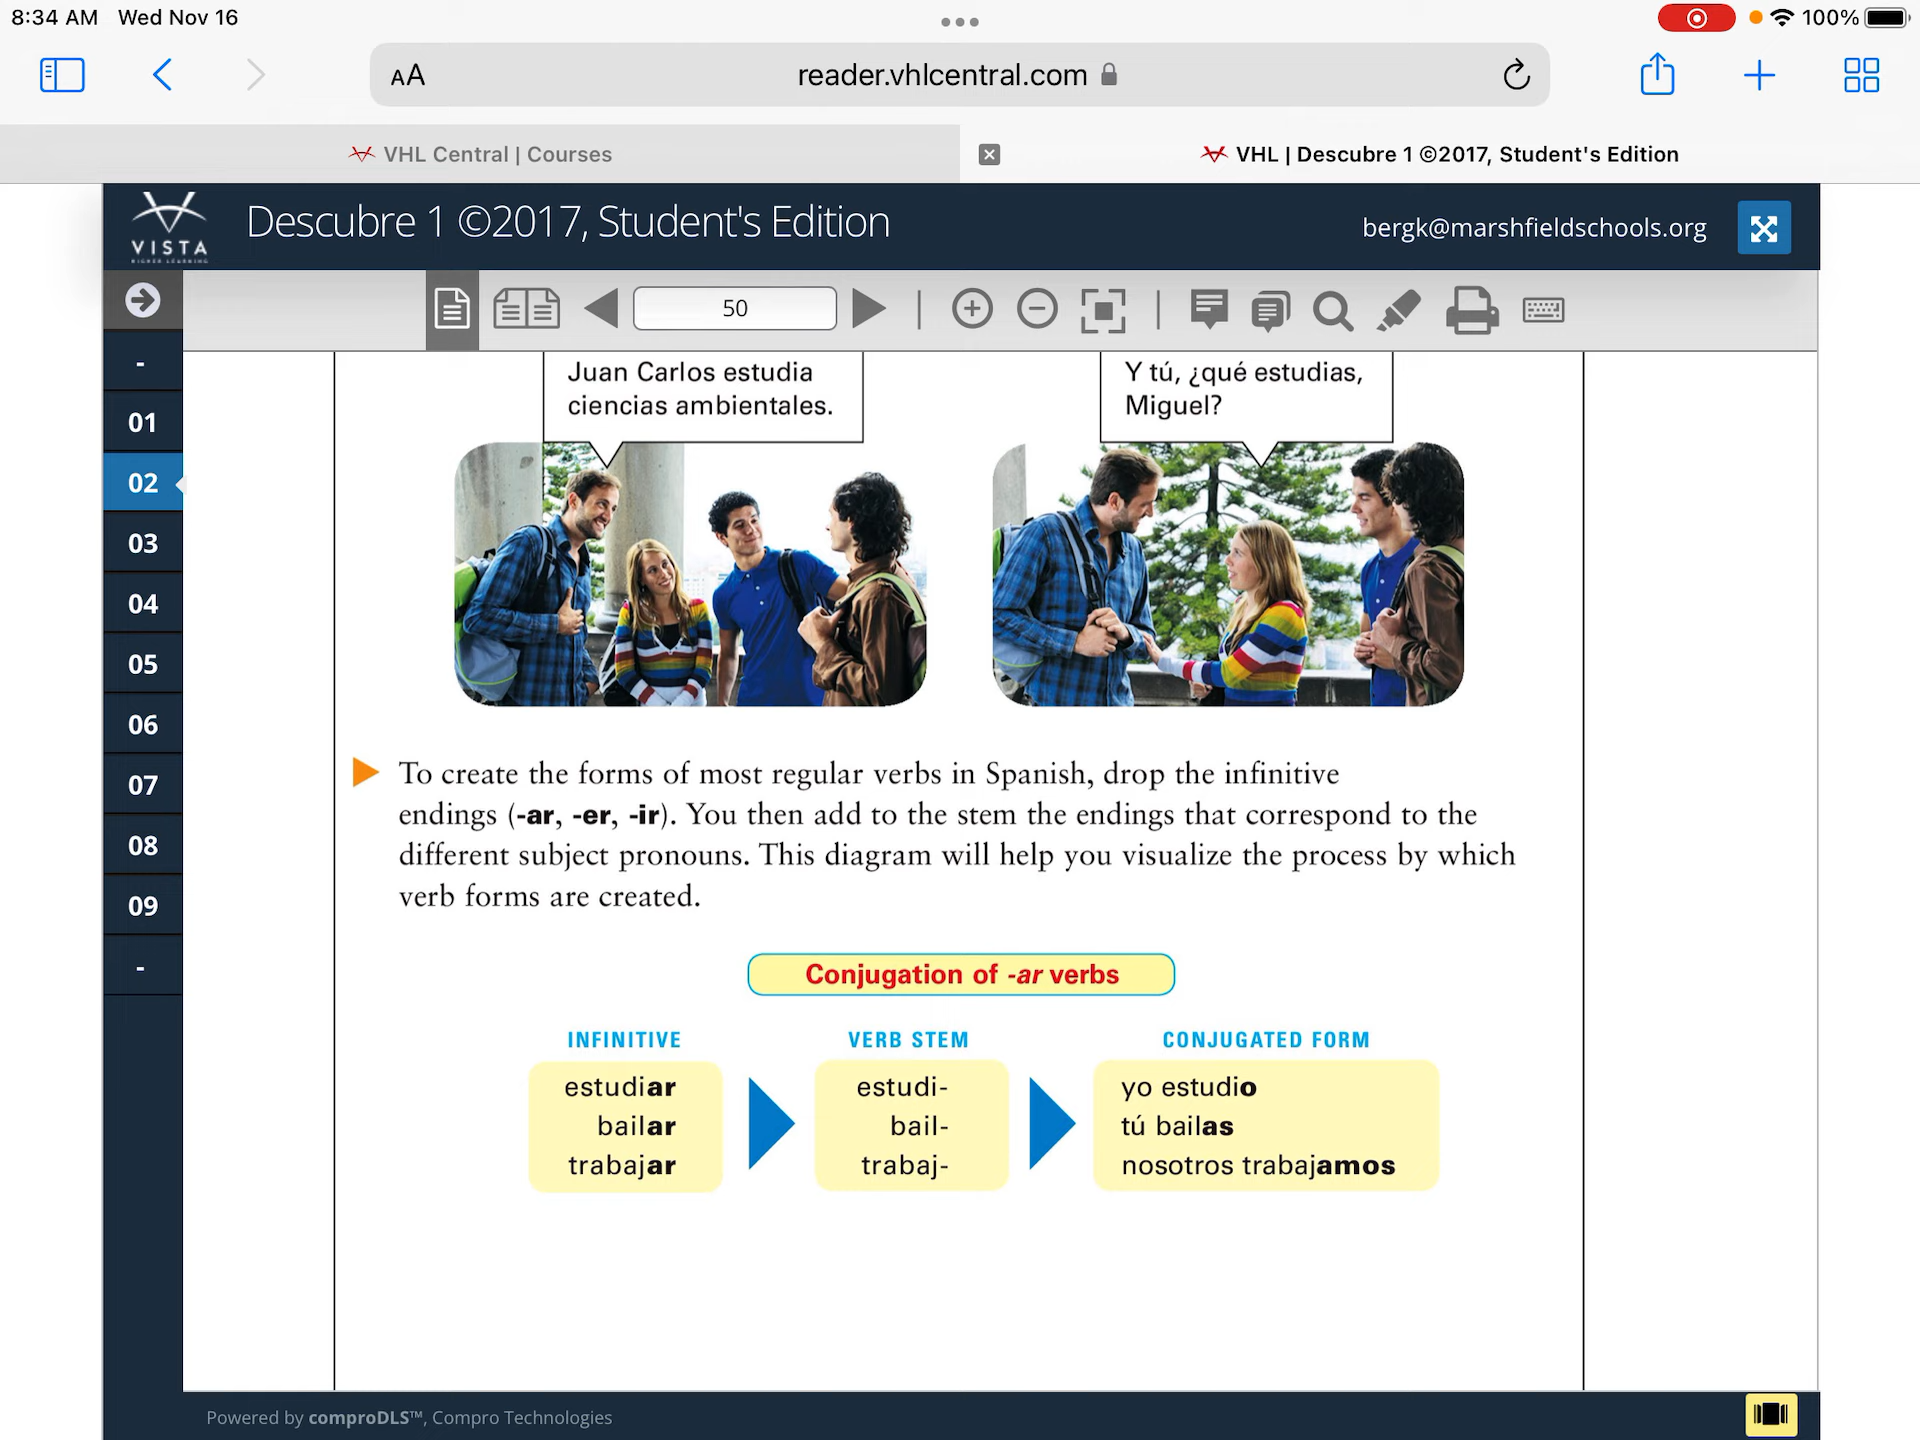 8:34 AM Wed Nov 16
100%
AA
reader.vhlcentral.com
VHL Central | Courses
VHL | Descubre 1 ©2017, Student's Edition
VISTA
HIGHER LEARNING
Descubre 1 ©2017, Student's Edition
bergk@marshfieldschools.org
50
-
01
02
03
04
05
06
07
08
09
-
Juan Carlos estudia
ciencias ambientales.
Y tú, ¿qué estudias,
Miguel?
To create the forms of most regular verbs in Spanish, drop the infinitive
endings (-ar, -er, -ir). You then add to the stem the endings that correspond to the
different subject pronouns. This diagram will help you visualize the process by which
verb forms are created.
Conjugation of -ar verbs
INFINITIVE
estudiar
bailar
trabajar
VERB STEM
estudi-
bail-
trabaj-
CONJUGATED FORM
yo estudio
tú bailas
nosotros trabajamos
Powered by comproDLS™, Compro Technologies